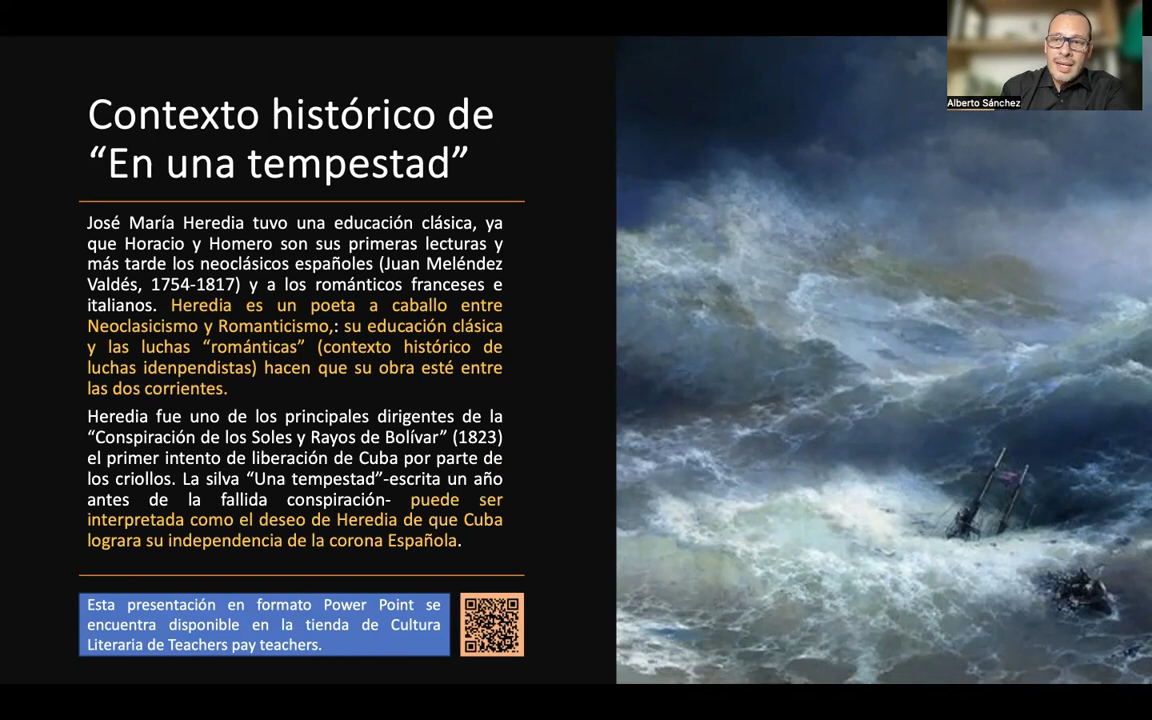 Alberto Sánchez
Contexto histórico de
“En una tempestad”
José María Heredia tuvo una educación clásica, ya
que Horacio y Homero son sus primeras lecturas y
más tarde los neoclásicos españoles (Juan Meléndez
Valdés, 1754-1817) y a los románticos franceses e
italianos. Heredia es un poeta a caballo entre
Neoclasicismo y Romanticismo,: su educación clásica
y las luchas “románticas” (contexto histórico de
luchas idenpendistas) hacen que su obra esté entre
las dos corrientes.
Heredia fue uno de los principales dirigentes de la
“Conspiración de los Soles y Rayos de Bolívar” (1823)
el primer intento de liberación de Cuba por parte de
los criollos. La silva “Una tempestad”-escrita un año
antes de la fallida conspiración- puede ser
interpretada como el deseo de Heredia de que Cuba
lograra su independencia de la corona Española.
Esta presentación en formato Power Point se
encuentra disponible en la tienda de Cultura
Literaria de Teachers pay teachers.